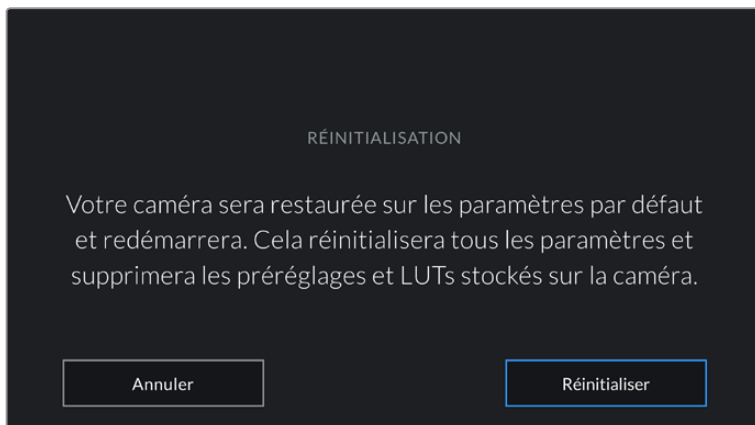 RÉINITIALISATION
Votre caméra sera restaurée sur les paramètres par défaut
et redémarrera. Cela réinitialisera tous les paramètres et
supprimera les préréglages et LUTs stockés sur la caméra.
Annuler
Réinitialiser